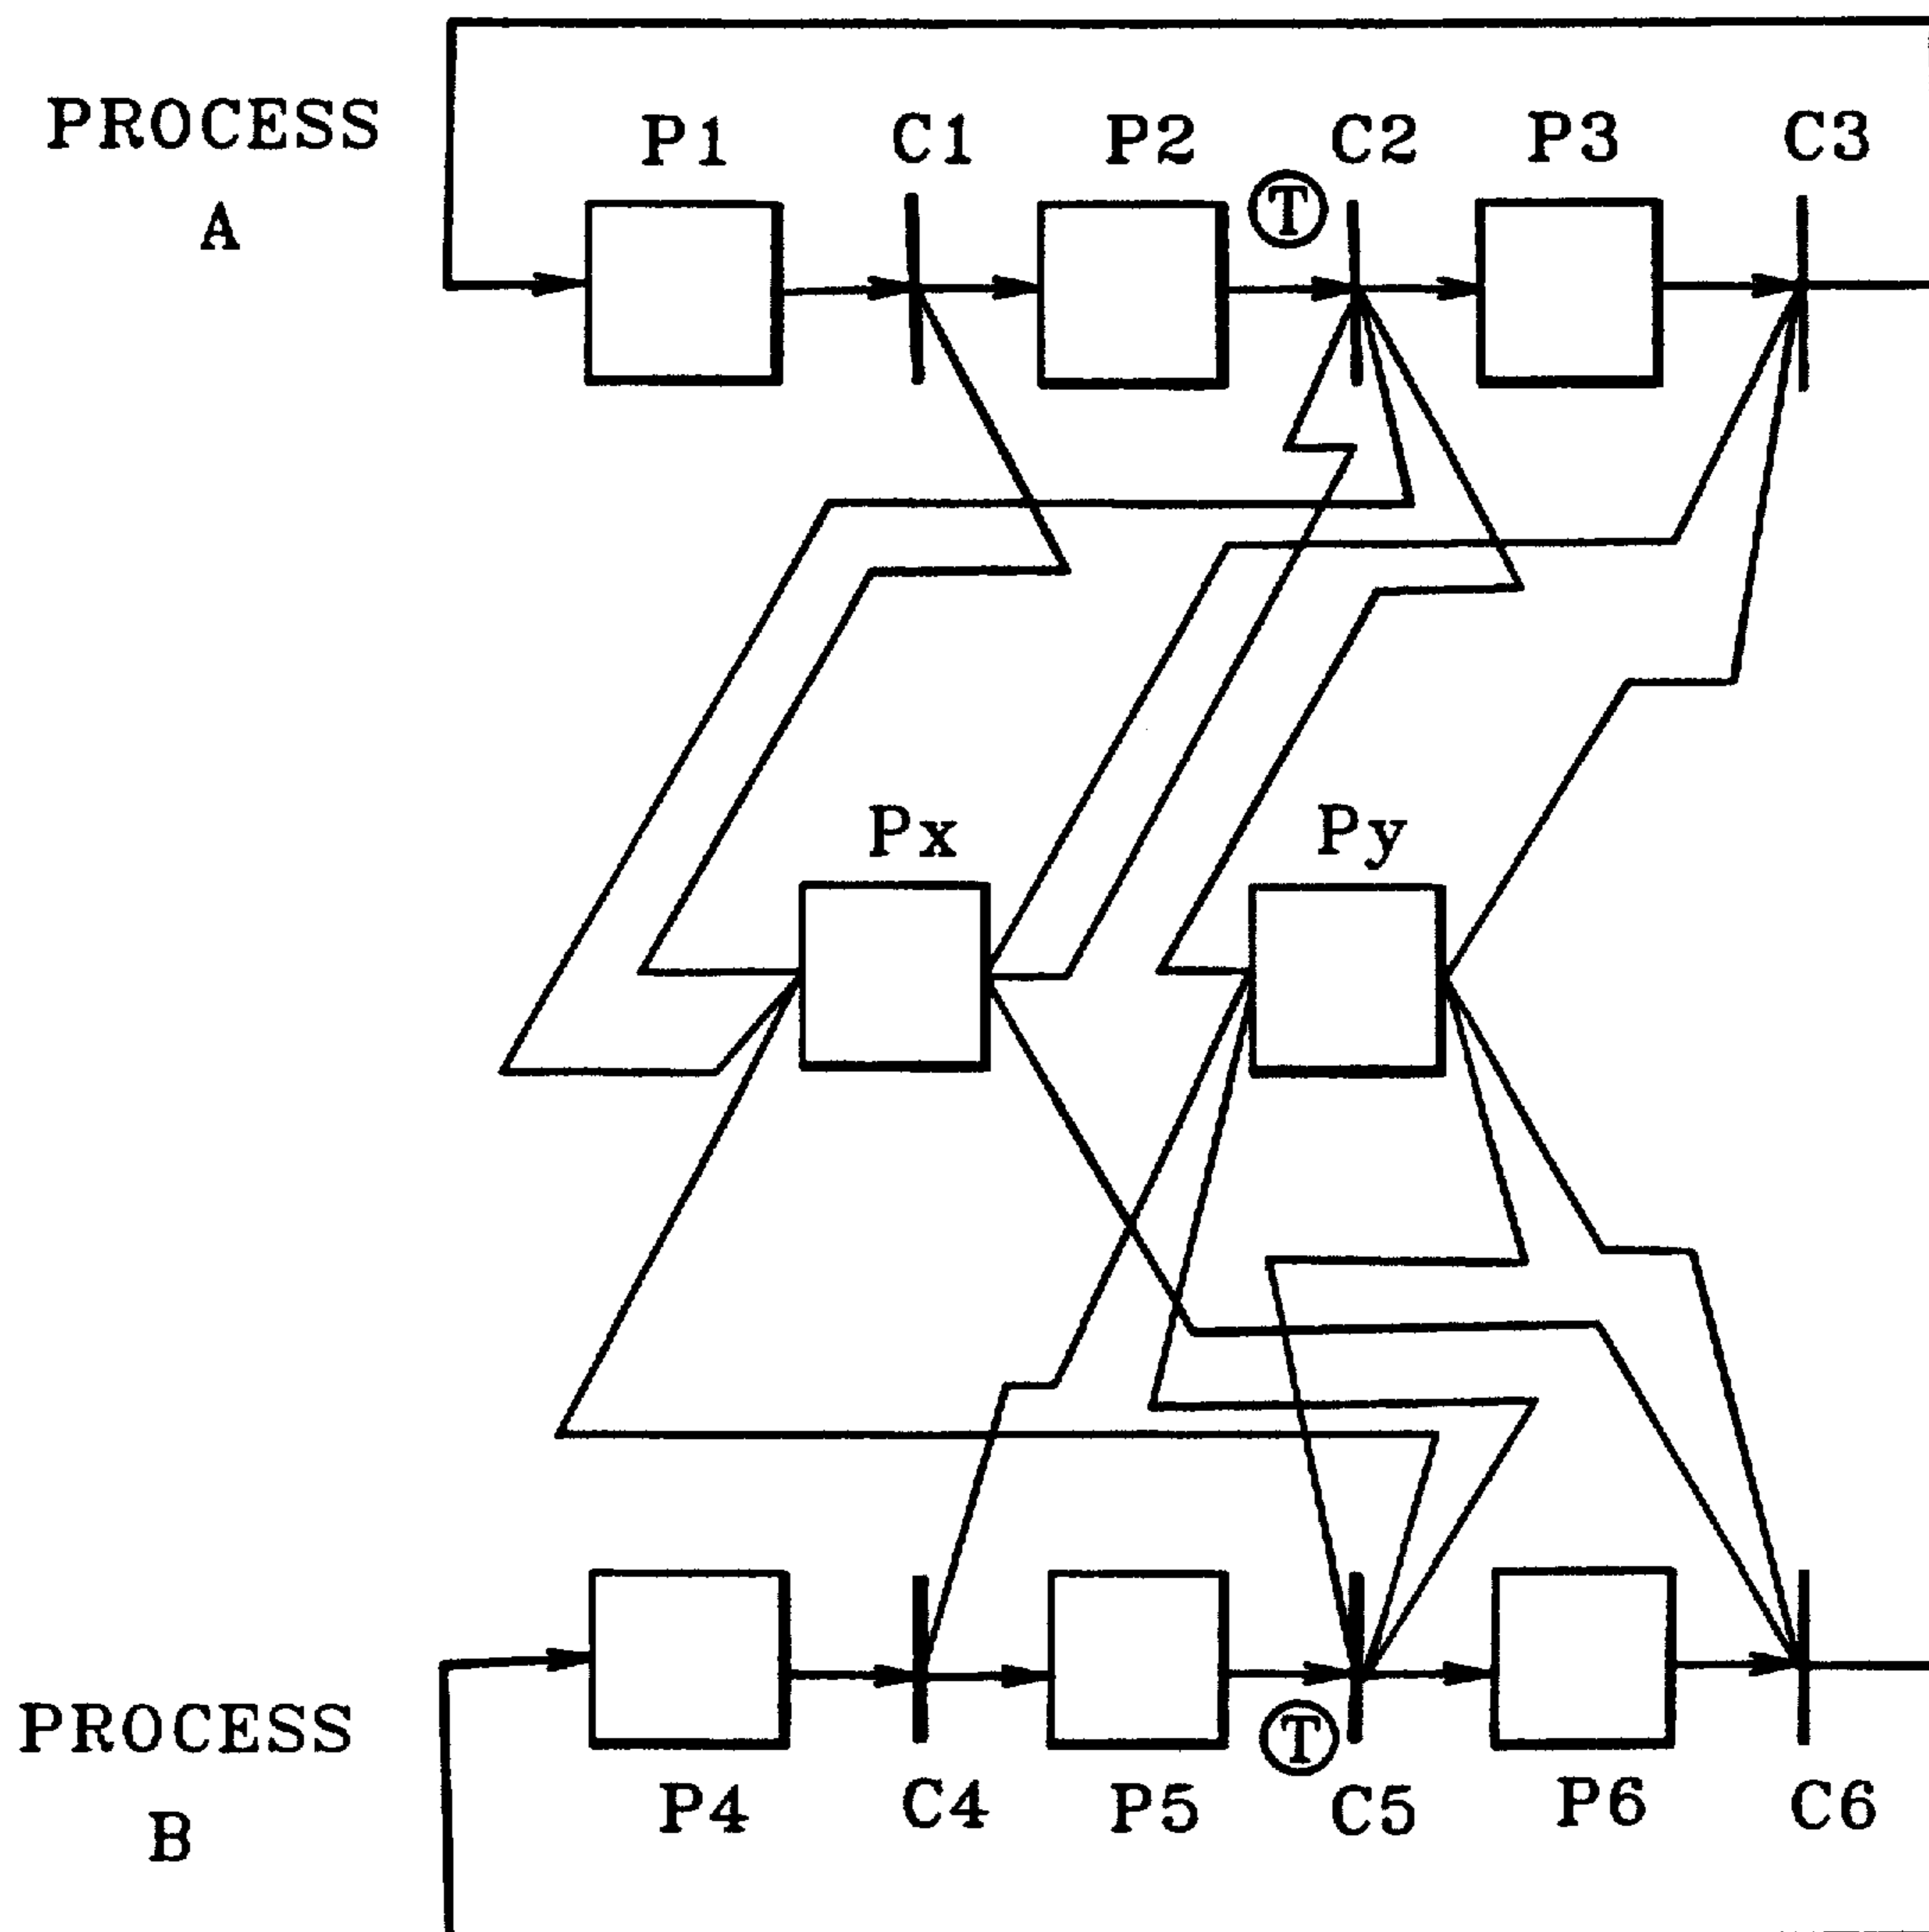 PROCESS
A
P1 C1 P2 C2 P3 C3
T
Px Py
P4 C4 P5 C5 P6 C6
T
PROCESS
B